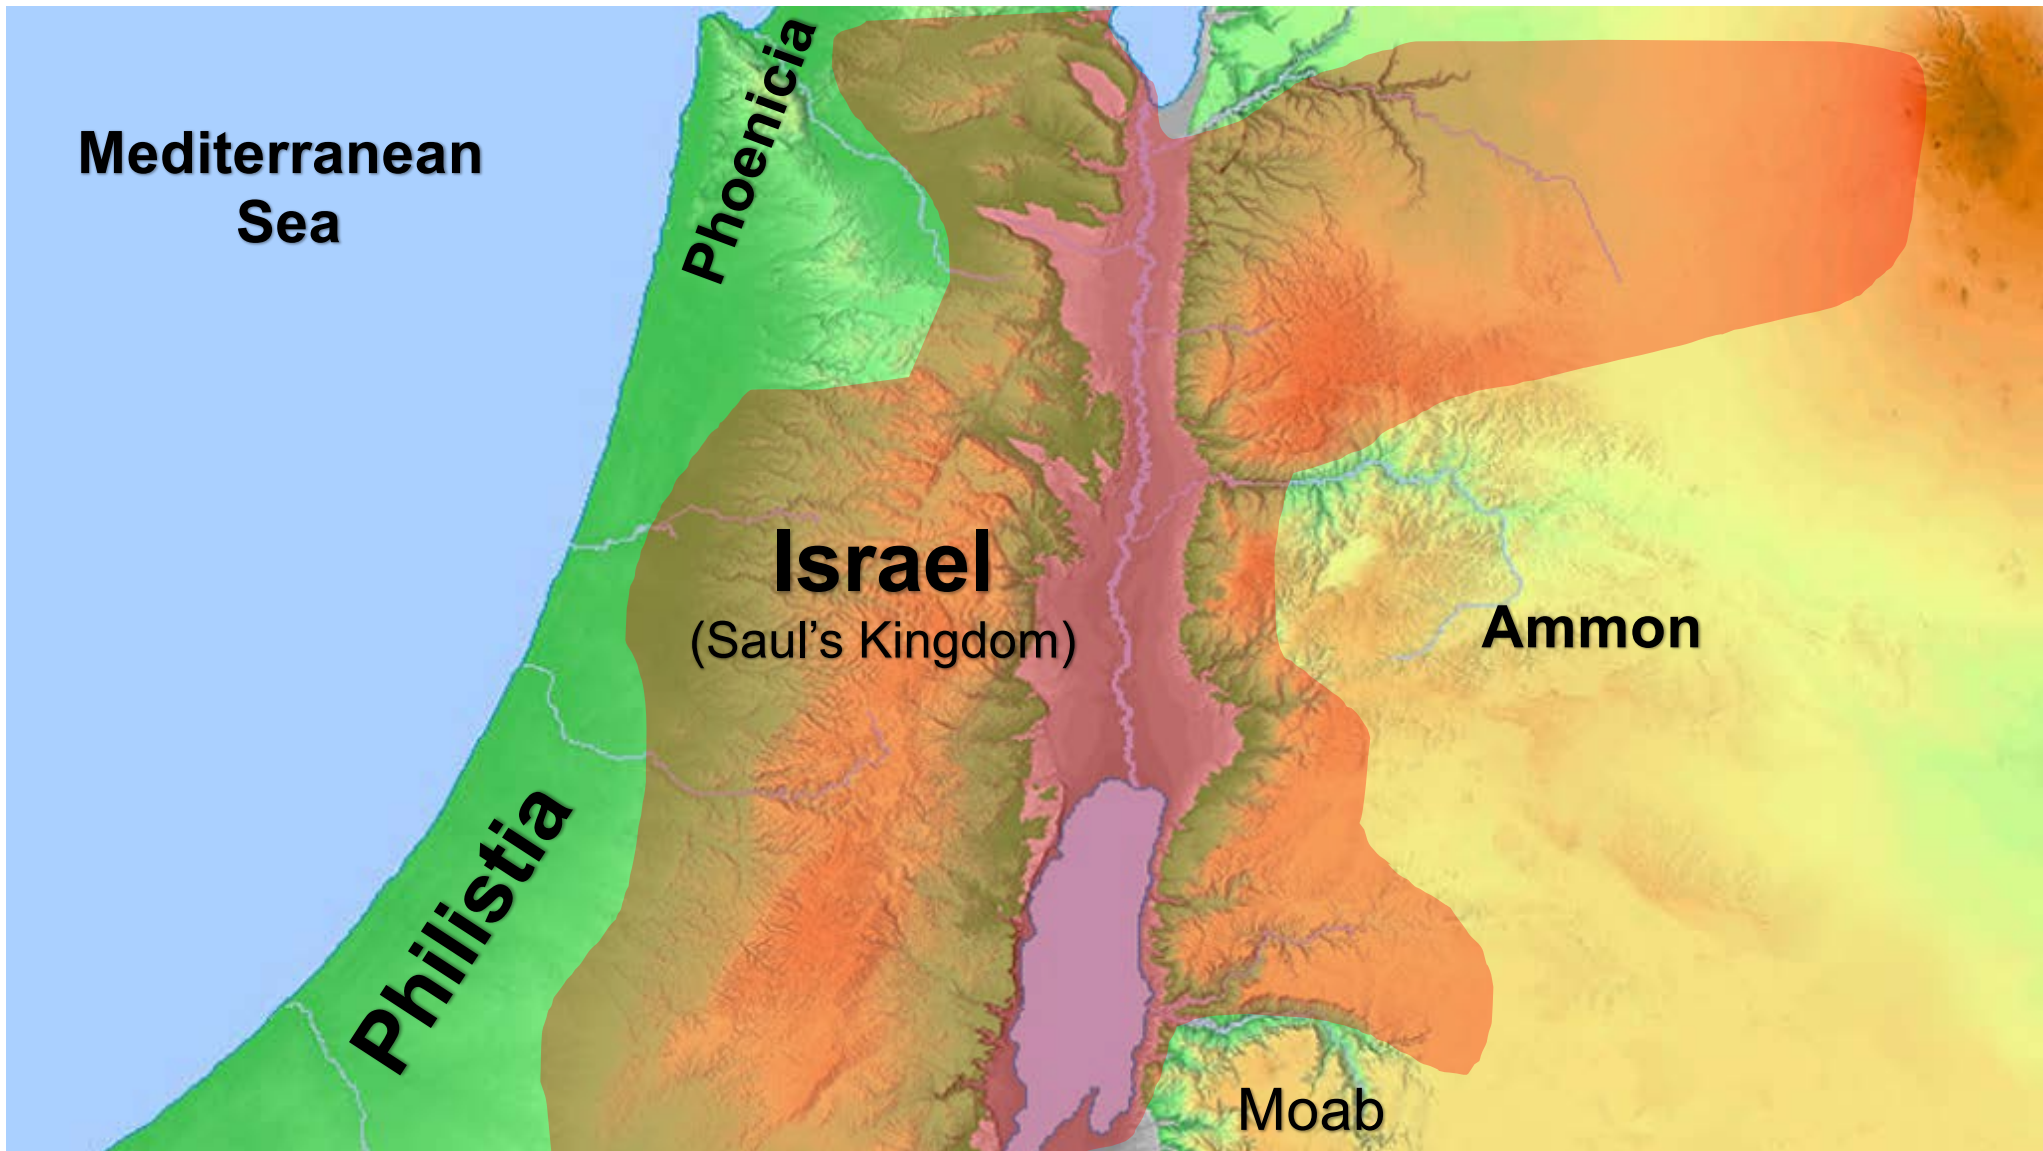 Mediterranean
Sea
Phoenicia
Israel
(Saul’s Kingdom)
Ammon
Philistia
Moab